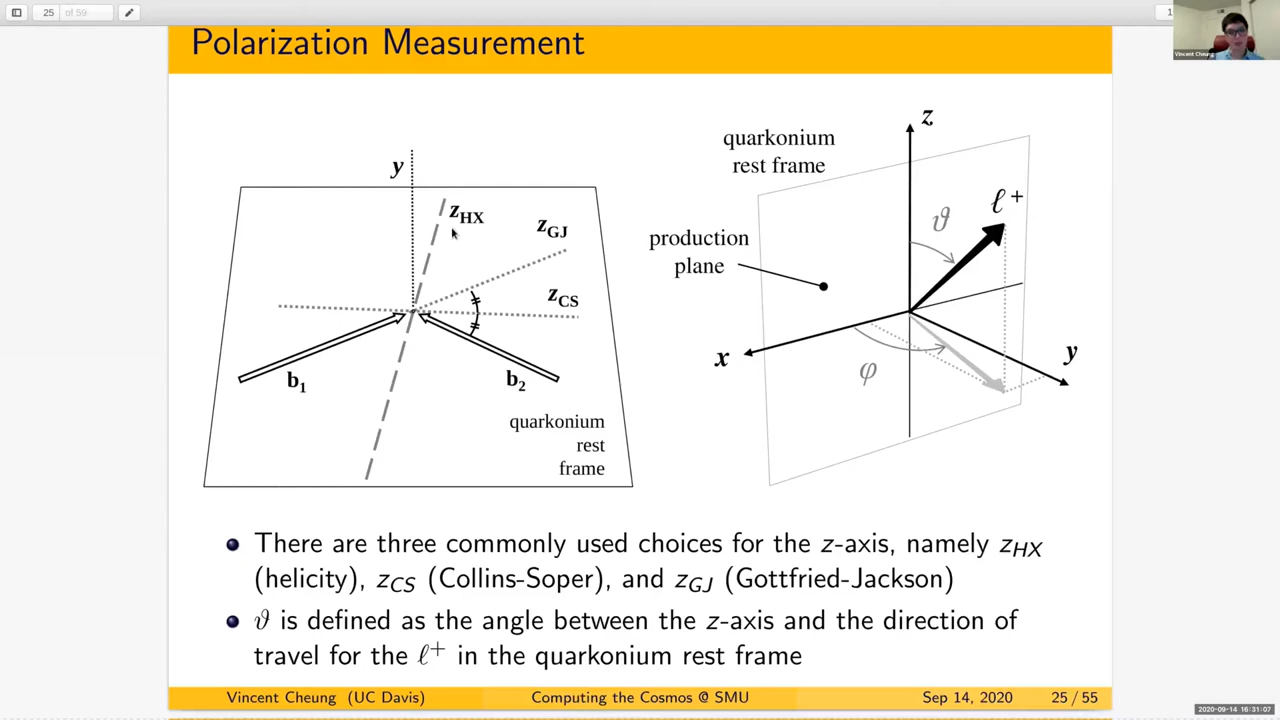 25 of 59
1
Vincent Cheung
Polarization Measurement
y
z_HX
z_GJ
z_CS
b_1
b_2
quarkonium
rest
frame
quarkonium
rest frame
production
plane
z
ϑ
ℓ+
x
φ
y
There are three commonly used choices for the z-axis, namely z_HX
(helicity), z_CS (Collins-Soper), and z_GJ (Gottfried-Jackson)
ϑ is defined as the angle between the z-axis and the direction of
travel for the ℓ+ in the quarkonium rest frame
Vincent Cheung (UC Davis) Computing the Cosmos @ SMU Sep 14, 2020 25 / 55
2020-09-14 16:31:07